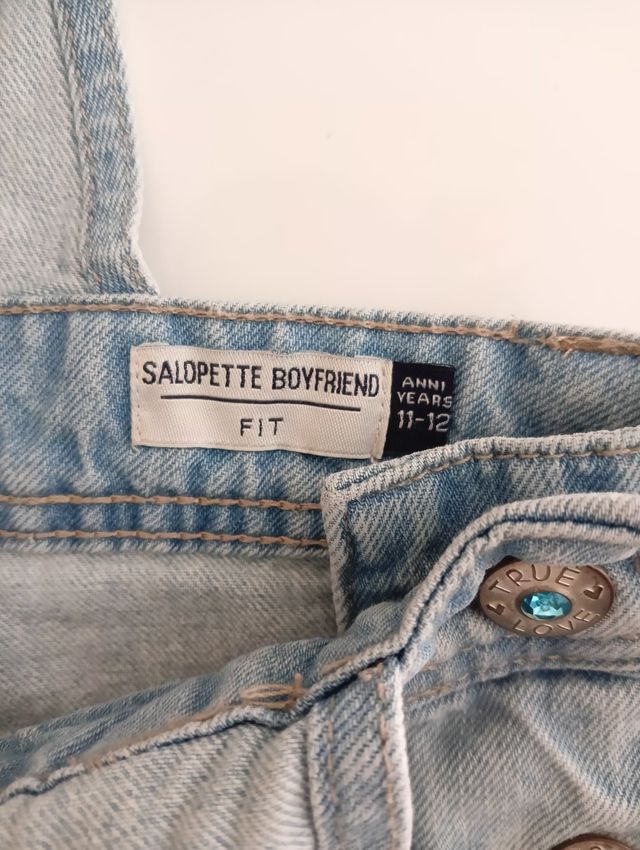 SALOPETTE BOYFRIEND
FIT
ANNI
YEARS
11-12
TRUE
LOVE